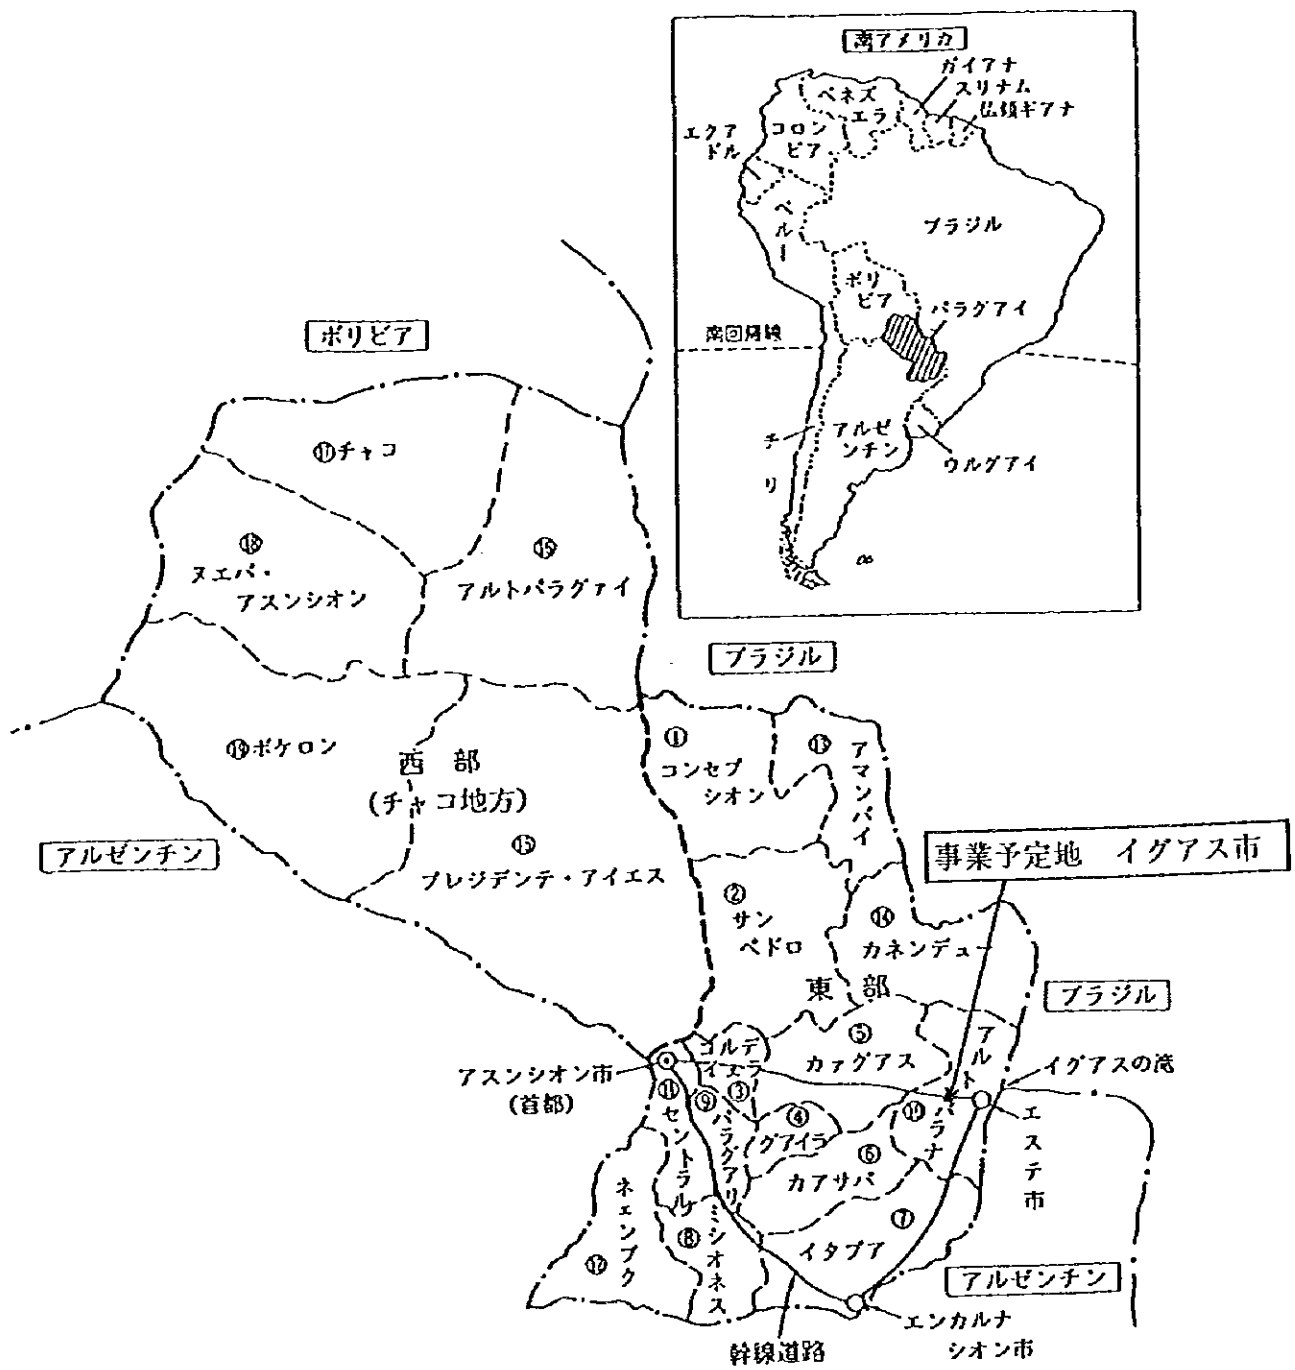 南アメリカ
ガイアナ
スリナム
仏領ギアナ
ベネズ
エラ
コロン
ビア
エクア
ドル
ペルー
ブラジル
ボリ
ビア
パラグアイ
南回帰線
チリ
アルゼ
ンチン
ウルグアイ
ボリビア
⑰チャコ
⑱
ヌエバ・
アスンシオン
アルトパラグァイ
ブラジル
⑲ボケロン
西部
(チャコ地方)
アルゼンチン
⑮
プレジデンテ・アイエス
①
コンセプ
シオン
⑬
アマンバイ
事業予定地 イグアス市
②
サン
ペドロ
⑭
カネンデュー
東部
ブラジル
⑤
カァグアス
アルト
パラナ
⑩
イグアスの滝
エステ市
コルデ
イエラ
③
アスンシオン市
(首都)
⑪
セントラル
⑨
パラグアリ
④
グアイラ
⑥
カアサパ
⑦
イタプア
⑧
ミシオネス
⑫
ネェンブク
アルゼンチン
エンカルナ
シオン市
幹線道路